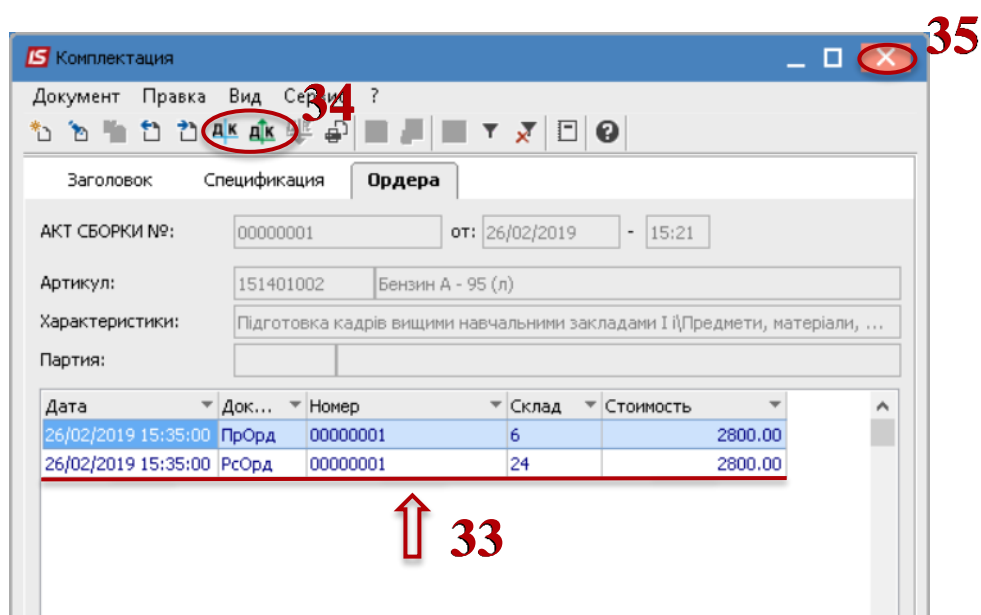 35
IS Комплектация
Документ Правка Вид Сервис ?
34
Д К Д К
Заголовок Спецификация Ордера
АКТ СБОРКИ №: 00000001 от: 26/02/2019 - 15:21
Артикул: 151401002 Бензин А - 95 (л)
Характеристики: Підготовка кадрів вищими навчальними закладами І і\Предмети, матеріали, ...
Партия:
Дата Док... Номер Склад Стоимость
26/02/2019 15:35:00 ПрОрд 00000001 6 2800.00
26/02/2019 15:35:00 РсОрд 00000001 24 2800.00
33